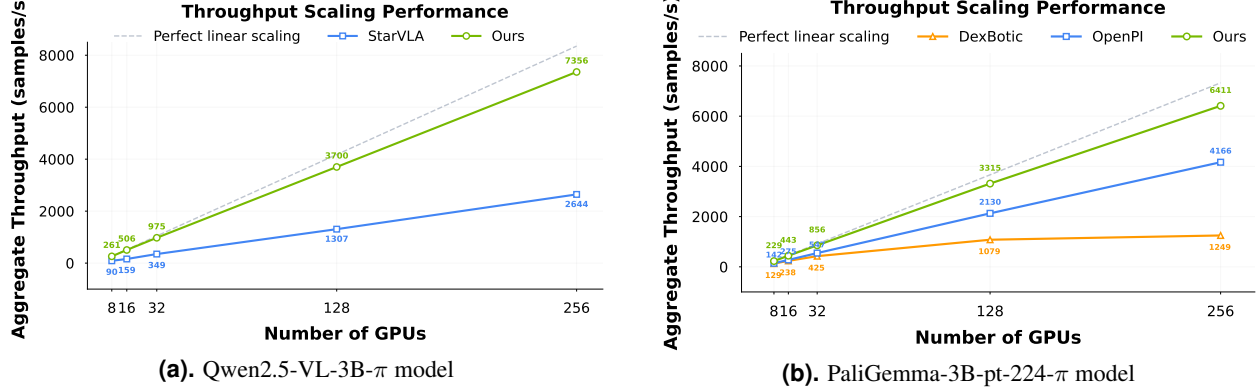 Throughput Scaling Performance
Perfect linear scaling
StarVLA
Ours
Aggregate Throughput (samples/s
8000
6000
4000
2000
0
261
506
975
3700
7356
90
159
349
1307
2644
8
16
32
128
256
Number of GPUs
(a). Qwen2.5-VL-3B-π model
Throughput Scaling Performance
Perfect linear scaling
DexBotic
OpenPI
Ours
Aggregate Throughput (samples/s)
8000
6000
4000
2000
0
229
443
856
3315
6411
142
275
2130
4166
129
238
425
1079
1249
8
16
32
128
256
Number of GPUs
(b). PaliGemma-3B-pt-224-π model